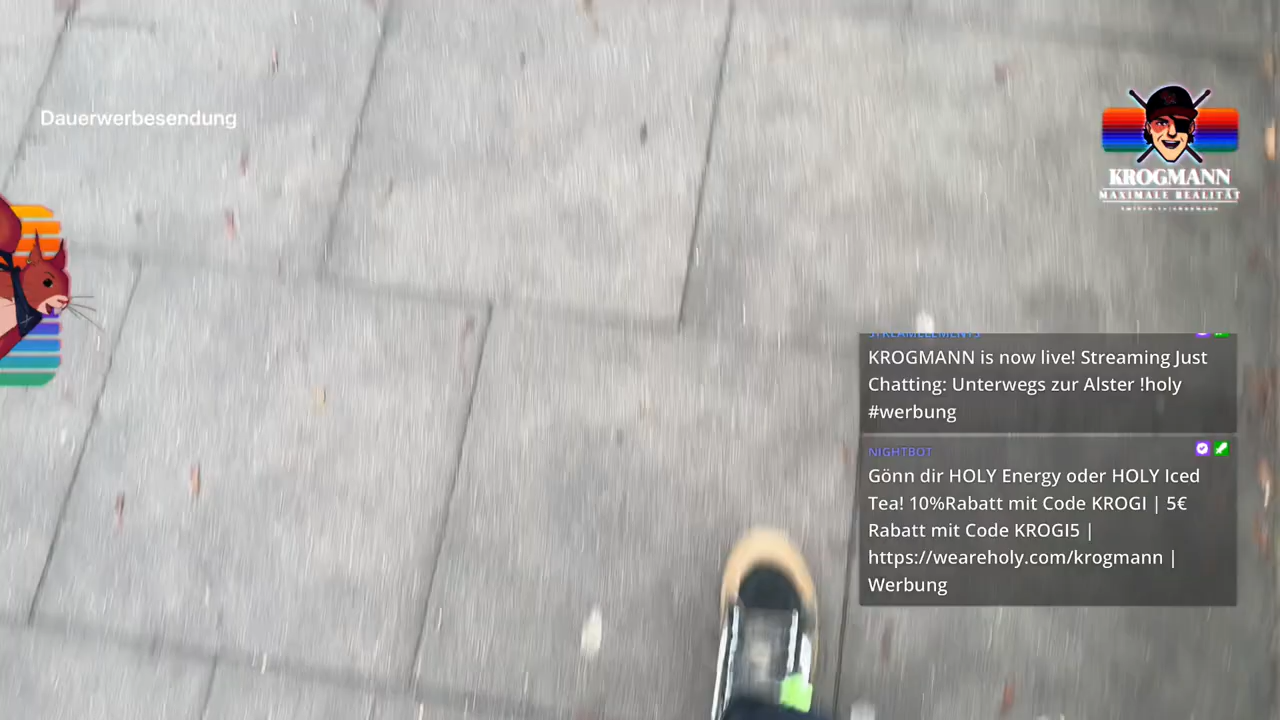 Dauerwerbesendung
KROGMANN
MAXIMALE REALITÄT
STREAMELEMENTS
KROGMANN is now live! Streaming Just
Chatting: Unterwegs zur Alster !holy
#werbung
NIGHTBOT
Gönn dir HOLY Energy oder HOLY Iced
Tea! 10%Rabatt mit Code KROGI | 5€
Rabatt mit Code KROGI5 |
https://weareholy.com/krogmann |
Werbung